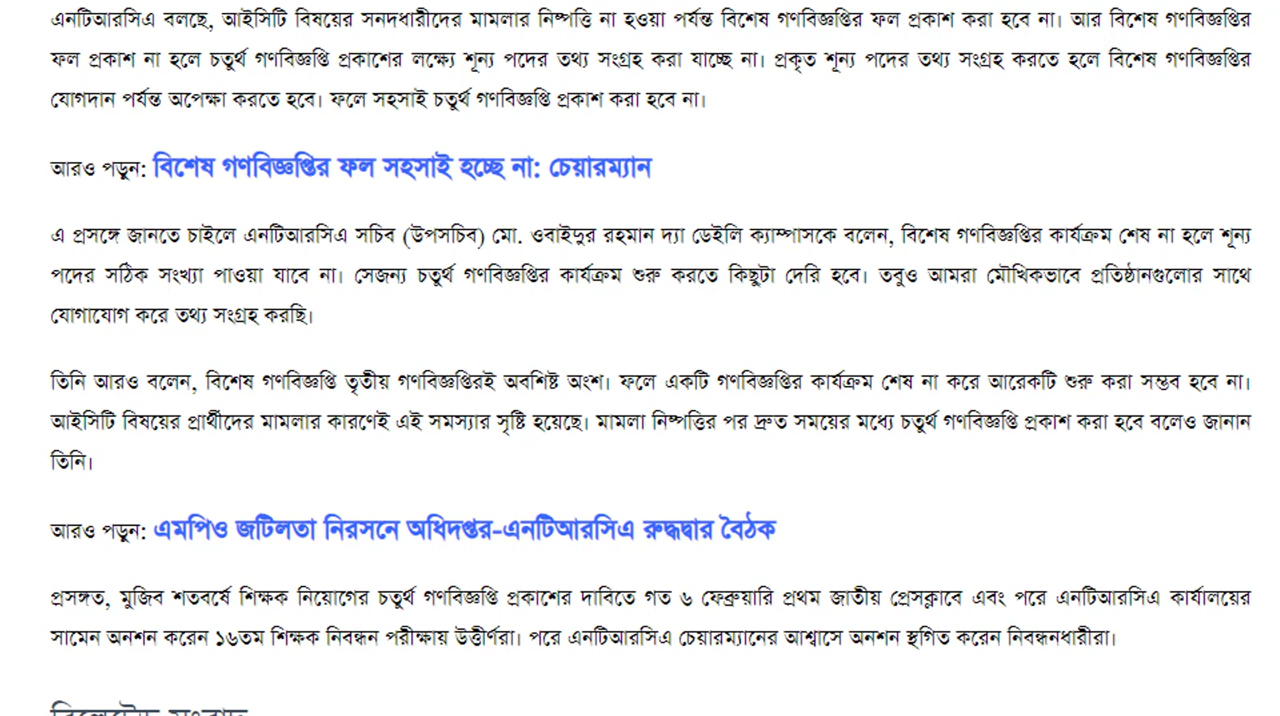 এনটিআরসিএ বলছে, আইসিটি বিষয়ের সনদধারীদের মামলার নিষ্পত্তি না হওয়া পর্যন্ত বিশেষ গণবিজ্ঞপ্তির ফল প্রকাশ করা হবে না। আর বিশেষ গণবিজ্ঞপ্তির
ফল প্রকাশ না হলে চতুর্থ গণবিজ্ঞপ্তি প্রকাশের লক্ষ্যে শূন্য পদের তথ্য সংগ্রহ করা যাচ্ছে না। প্রকৃত শূন্য পদের তথ্য সংগ্রহ করতে হলে বিশেষ গণবিজ্ঞপ্তির
যোগদান পর্যন্ত অপেক্ষা করতে হবে। ফলে সহসাই চতুর্থ গণবিজ্ঞপ্তি প্রকাশ করা হবে না।
আরও পড়ুন: বিশেষ গণবিজ্ঞপ্তির ফল সহসাই হচ্ছে না: চেয়ারম্যান
এ প্রসঙ্গে জানতে চাইলে এনটিআরসিএ সচিব (উপসচিব) মো. ওবাইদুর রহমান দ্যা ডেইলি ক্যাম্পাসকে বলেন, বিশেষ গণবিজ্ঞপ্তির কার্যক্রম শেষ না হলে শূন্য
পদের সঠিক সংখ্যা পাওয়া যাবে না। সেজন্য চতুর্থ গণবিজ্ঞপ্তির কার্যক্রম শুরু করতে কিছুটা দেরি হবে। তবুও আমরা মৌখিকভাবে প্রতিষ্ঠানগুলোর সাথে
যোগাযোগ করে তথ্য সংগ্রহ করছি।
তিনি আরও বলেন, বিশেষ গণবিজ্ঞপ্তি তৃতীয় গণবিজ্ঞপ্তিরই অবশিষ্ট অংশ। ফলে একটি গণবিজ্ঞপ্তির কার্যক্রম শেষ না করে আরেকটি শুরু করা সম্ভব হবে না।
আইসিটি বিষয়ের প্রার্থীদের মামলার কারণেই এই সমস্যার সৃষ্টি হয়েছে। মামলা নিষ্পত্তির পর দ্রুত সময়ের মধ্যে চতুর্থ গণবিজ্ঞপ্তি প্রকাশ করা হবে বলেও জানান
তিনি।
আরও পড়ুন: এমপিও জটিলতা নিরসনে অধিদপ্তর-এনটিআরসিএ রুদ্ধদ্বার বৈঠক
প্রসঙ্গত, মুজিব শতবর্ষে শিক্ষক নিয়োগের চতুর্থ গণবিজ্ঞপ্তি প্রকাশের দাবিতে গত ৬ ফেব্রুয়ারি প্রথম জাতীয় প্রেসক্লাবে এবং পরে এনটিআরসিএ কার্যালয়ের
সামেন অনশন করেন ১৬তম শিক্ষক নিবন্ধন পরীক্ষায় উত্তীর্ণরা। পরে এনটিআরসিএ চেয়ারম্যানের আশ্বাসে অনশন স্থগিত করেন নিবন্ধনধারীরা।